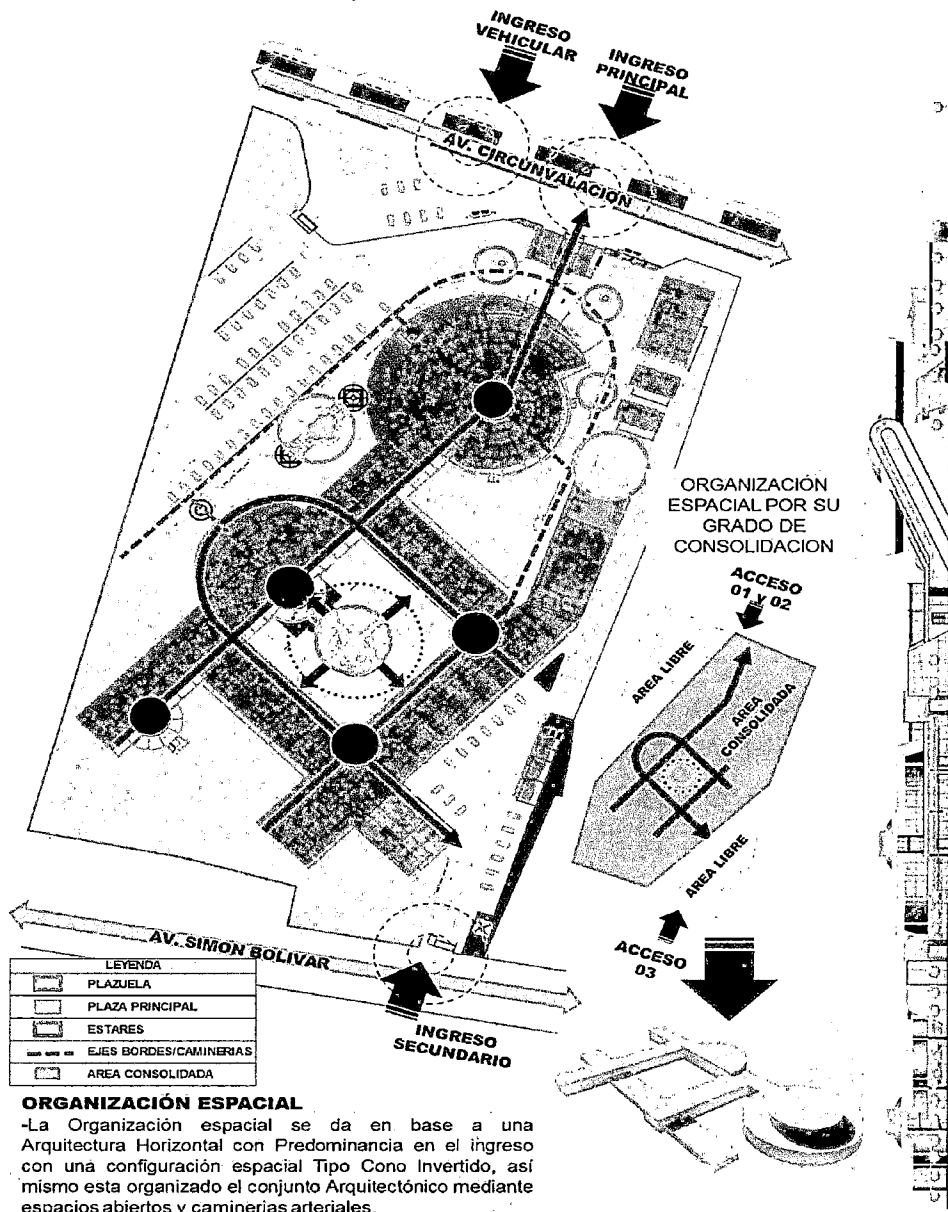 INGRESO
VEHICULAR
INGRESO
PRINCIPAL
AV. CIRCUNVALACIÓN
ORGANIZACIÓN
ESPACIAL POR SU
GRADO DE
CONSOLIDACION
ACCESO
01 y 02
AREA LIBRE
AREA
CONSOLIDADA
AREA LIBRE
ACCESO
03
AV. SIMON BOLIVAR
INGRESO
SECUNDARIO
LEYENDA
PLAZUELA
PLAZA PRINCIPAL
ESTARES
EJES BORDES/CAMINERIAS
AREA CONSOLIDADA
ORGANIZACIÓN ESPACIAL
-La Organización espacial se da en base a una
Arquitectura Horizontal con Predominancia en el ingreso
con una configuración espacial Tipo Cono Invertido, así
mismo esta organizado el conjunto Arquitectónico mediante
espacios abiertos y caminerias arteriales.